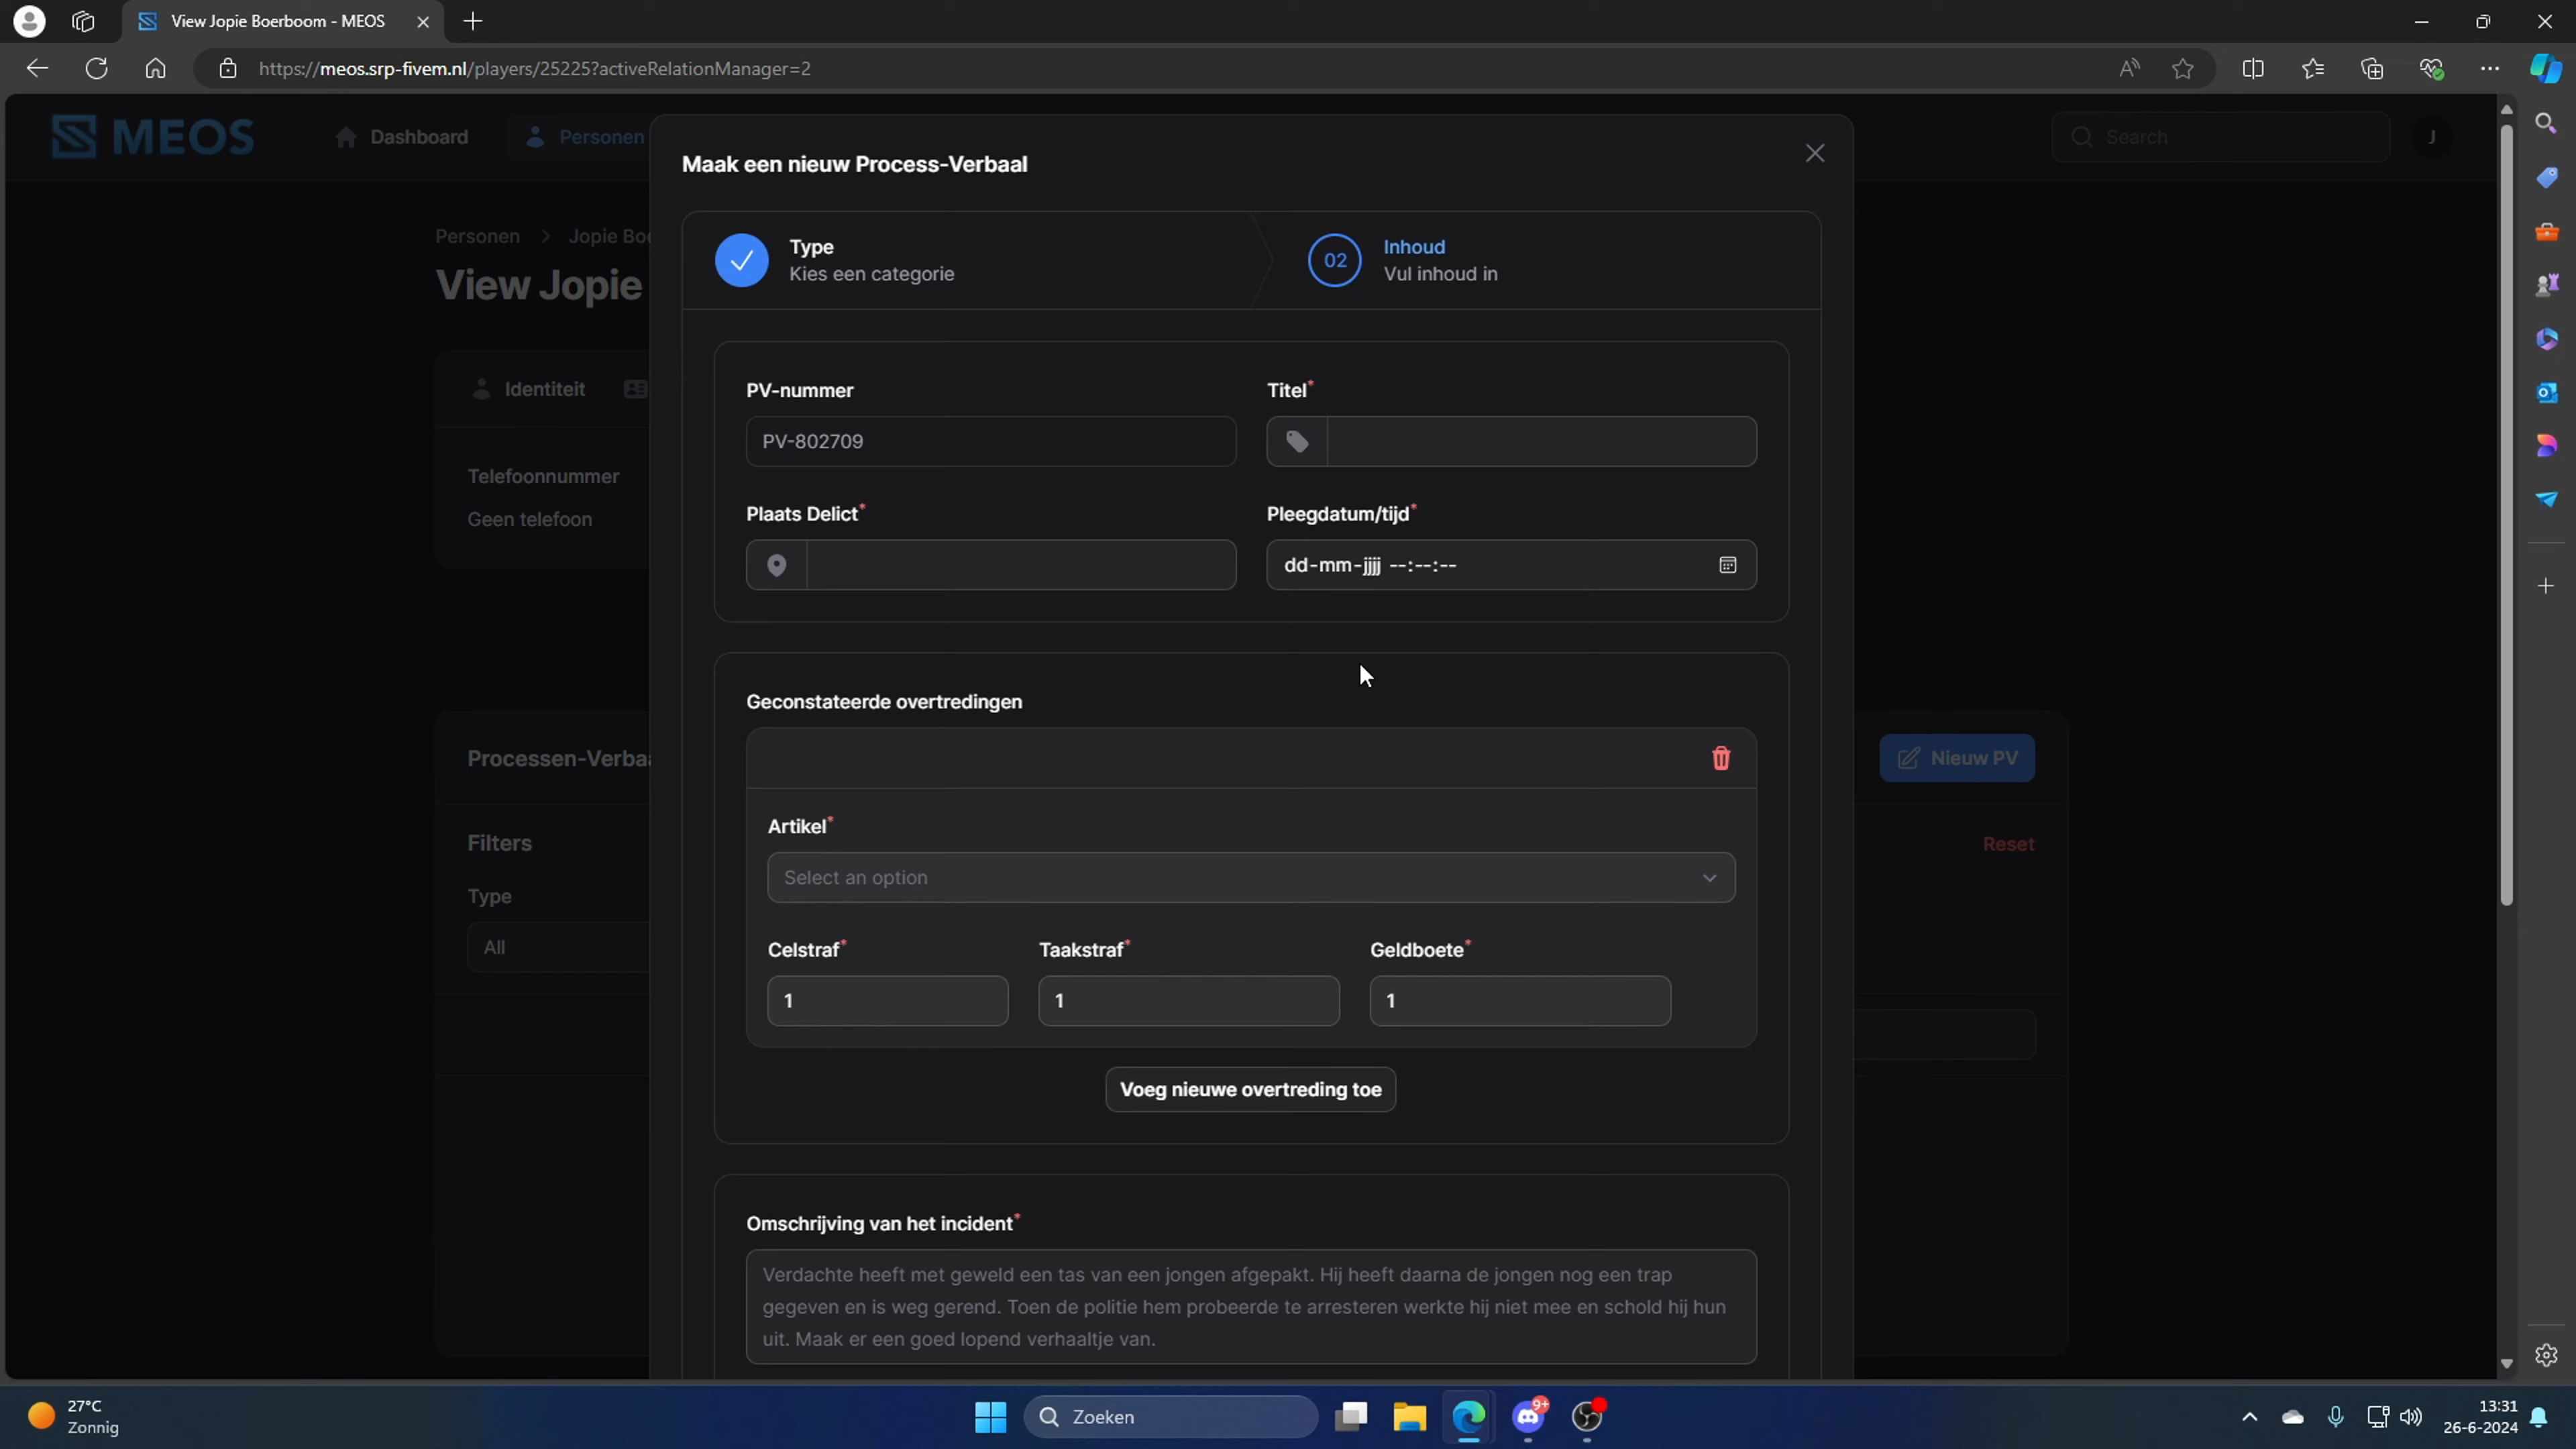 View Jopie Boerboom - MEOS
https://meos.srp-fivem.nl/players/25225?activeRelationManager=2
MEOS
Dashboard
Personen
Search
J
Maak een nieuw Process-Verbaal
Type
Kies een categorie
02
Inhoud
Vul inhoud in
Personen > Jopie Boe
View Jopie
Identiteit
Telefoonnummer
Geen telefoon
PV-nummer
Titel*
PV-802709
Plaats Delict*
Pleegdatum/tijd*
dd-mm-jjjj --:--:--
Geconstateerde overtredingen
Processen-Verbaa
Nieuw PV
Filters
Reset
Type
All
Artikel*
Select an option
Celstraf*
Taakstraf*
Geldboete*
1
1
1
Voeg nieuwe overtreding toe
Omschrijving van het incident*
Verdachte heeft met geweld een tas van een jongen afgepakt. Hij heeft daarna de jongen nog een trap
gegeven en is weg gerend. Toen de politie hem probeerde te arresteren werkte hij niet mee en schold hij hun
uit. Maak er een goed lopend verhaaltje van.
27°C
Zonnig
Zoeken
9+
13:31
26-6-2024